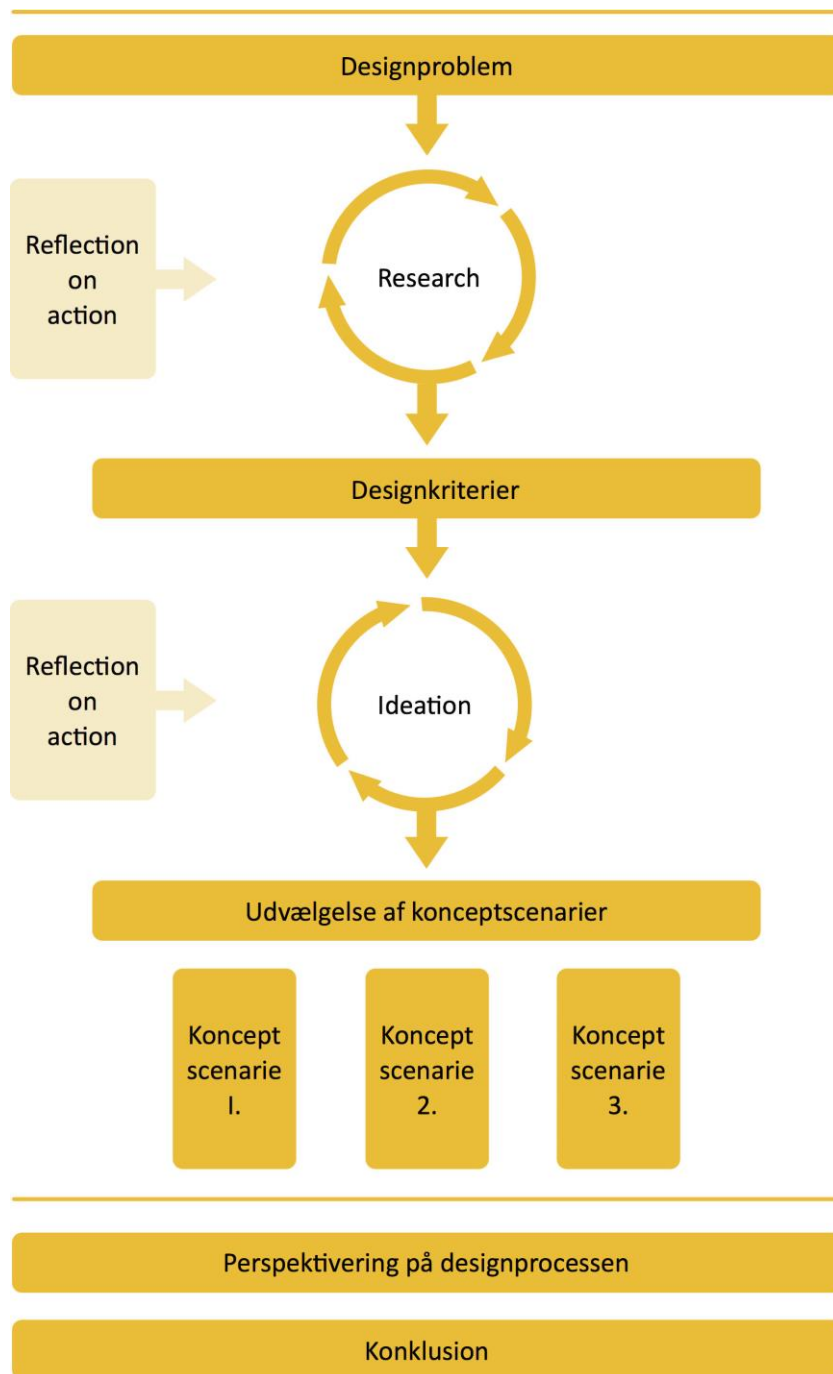 Designproblem
Reflection
on
action
Research
Designkriterier
Reflection
on
action
Ideation
Udvælgelse af konceptscenarier
Koncept
scenarie
I.
Koncept
scenarie
2.
Koncept
scenarie
3.
Perspektivering på designprocessen
Konklusion